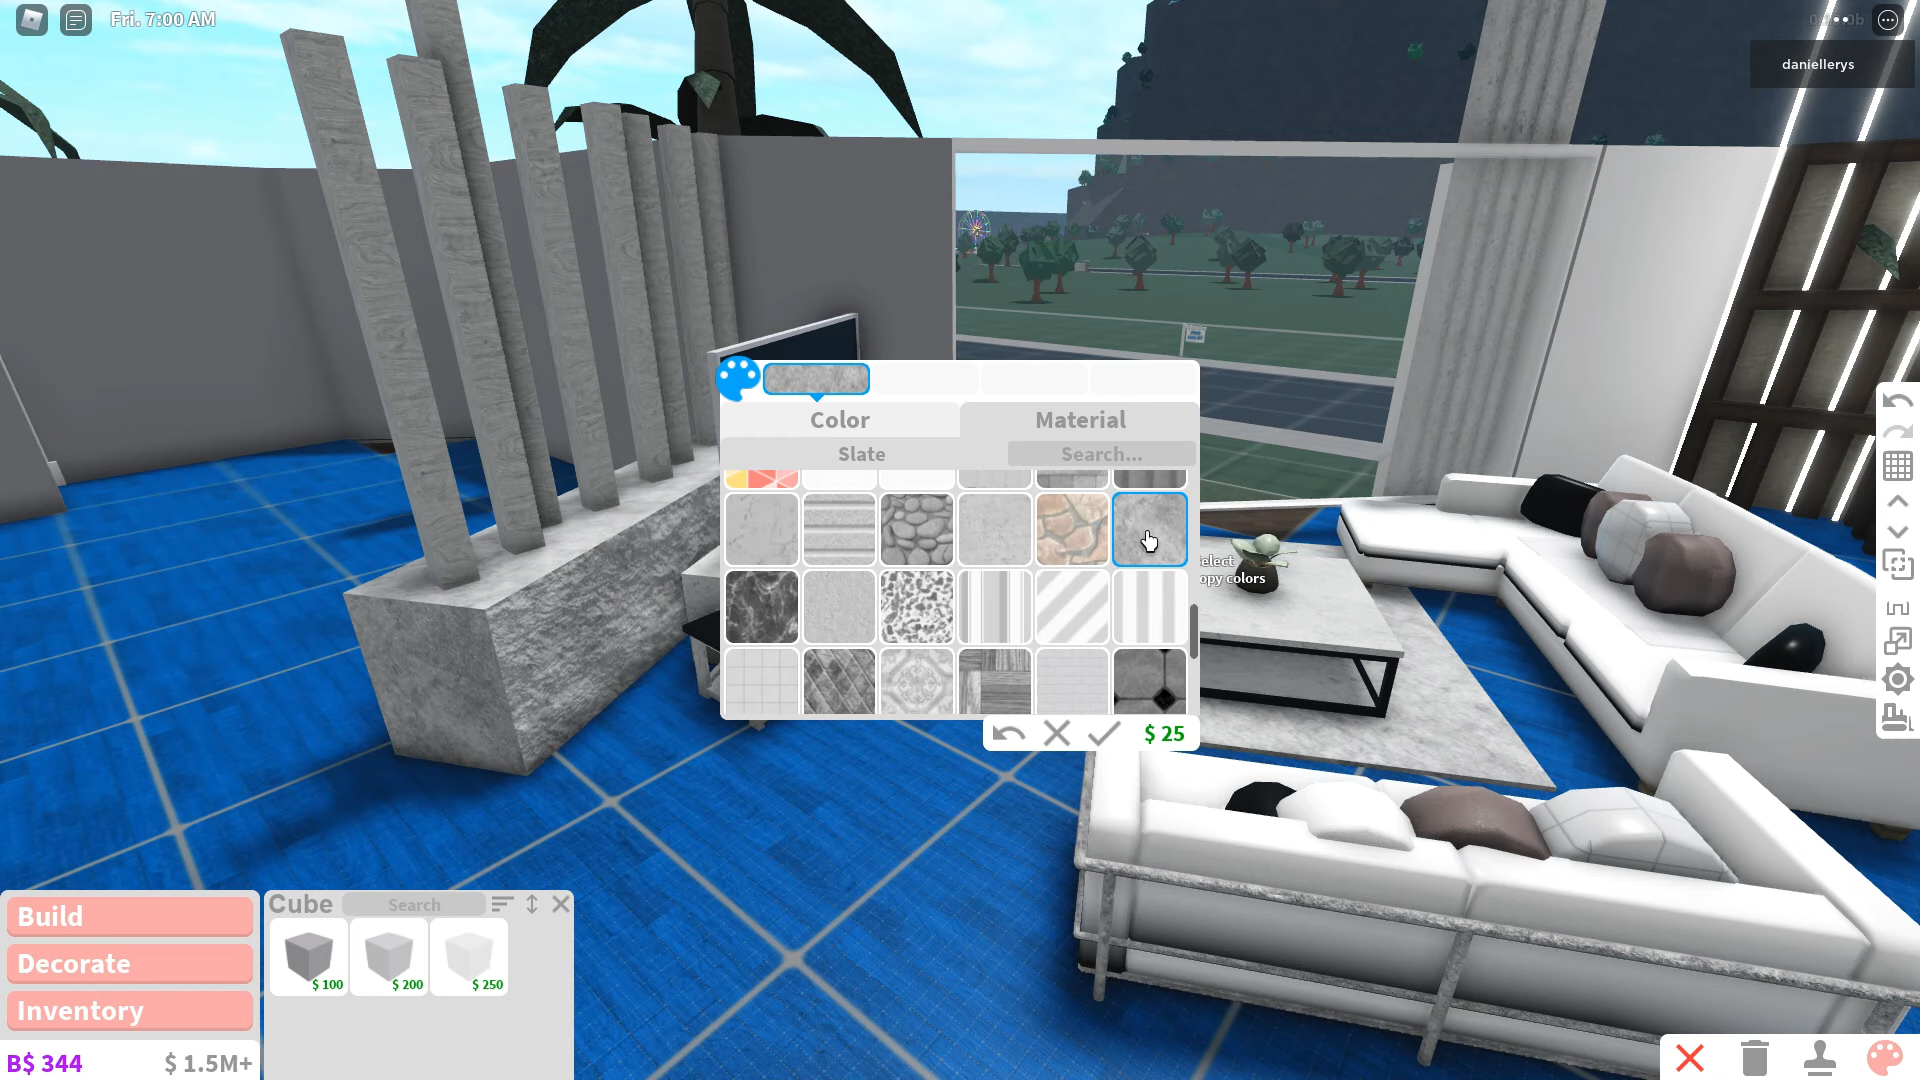 Fri. 7:00 AM
daniellerys
Color
Material
Slate
Search...
elect
opy colors
$ 25
Build
Decorate
Inventory
B$ 344
$ 1.5M+
Cube
Search
$ 100
$ 200
$ 250